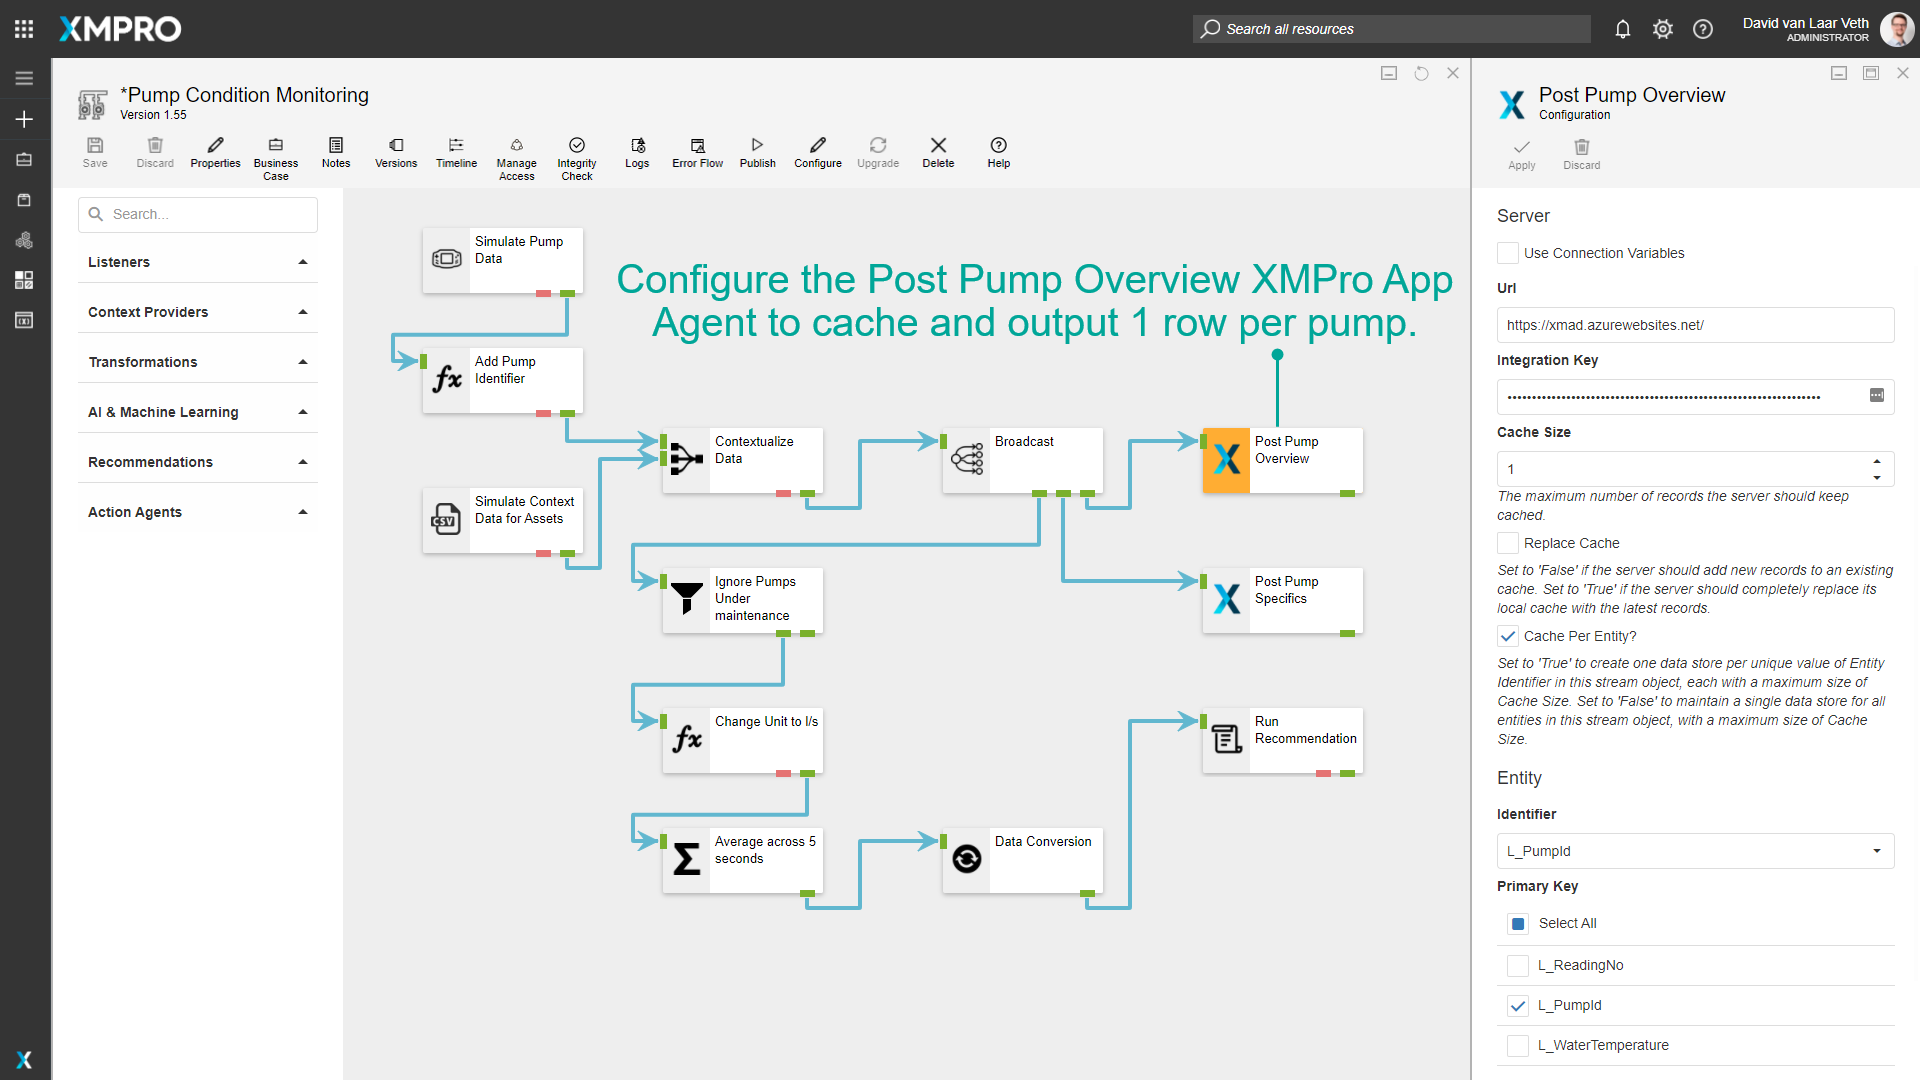 XMPRO
Search all resources
David van Laar Veth
ADMINISTRATOR
*Pump Condition Monitoring
Version 1.55
Save
Discard
Properties
Business
Case
Notes
Versions
Timeline
Manage
Access
Integrity
Check
Logs
Error Flow
Publish
Configure
Upgrade
Delete
Help
Search...
Listeners
Context Providers
Transformations
AI & Machine Learning
Recommendations
Action Agents
Configure the Post Pump Overview XMPro App
Agent to cache and output 1 row per pump.
Simulate Pump
Data
fx
Add Pump
Identifier
Contextualize
Data
Broadcast
Post Pump
Overview
CSV
Simulate Context
Data for Assets
Ignore Pumps
Under
maintenance
Post Pump
Specifics
fx
Change Unit to l/s
Run
Recommendation
Σ
Average across 5
seconds
Data Conversion
Post Pump Overview
Configuration
Apply
Discard
Server
Use Connection Variables
Url
https://xmad.azurewebsites.net/
Integration Key
Cache Size
1
The maximum number of records the server should keep
cached.
Replace Cache
Set to 'False' if the server should add new records to an existing
cache. Set to 'True' if the server should completely replace its
local cache with the latest records.
Cache Per Entity?
Set to 'True' to create one data store per unique value of Entity
Identifier in this stream object, each with a maximum size of
Cache Size. Set to 'False' to maintain a single data store for all
entities in this stream object, with a maximum size of Cache
Size.
Entity
Identifier
L_PumpId
Primary Key
Select All
L_ReadingNo
L_PumpId
L_WaterTemperature